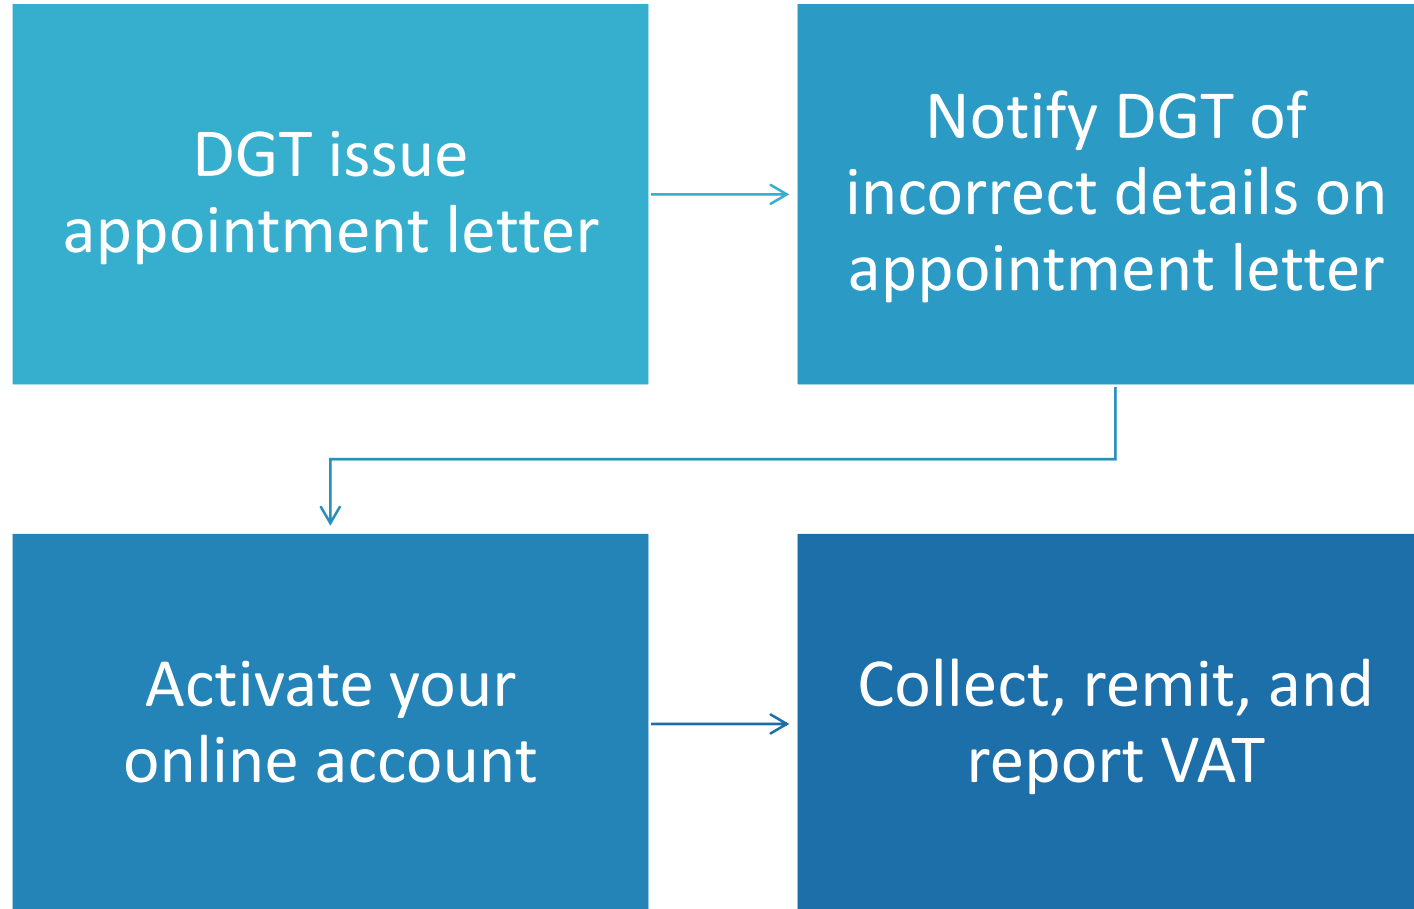 DGT issue
appointment letter
Notify DGT of
incorrect details on
appointment letter
Activate your
online account
Collect, remit, and
report VAT